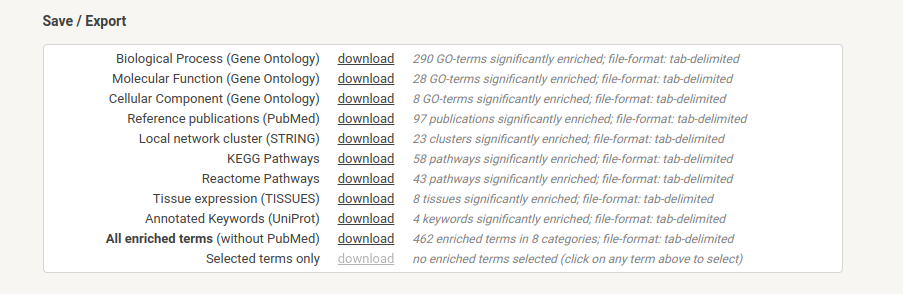 Save / Export
Biological Process (Gene Ontology) download 290 GO-terms significantly enriched; file-format: tab-delimited
Molecular Function (Gene Ontology) download 28 GO-terms significantly enriched; file-format: tab-delimited
Cellular Component (Gene Ontology) download 8 GO-terms significantly enriched; file-format: tab-delimited
Reference publications (PubMed) download 97 publications significantly enriched; file-format: tab-delimited
Local network cluster (STRING) download 23 clusters significantly enriched; file-format: tab-delimited
KEGG Pathways download 58 pathways significantly enriched; file-format: tab-delimited
Reactome Pathways download 43 pathways significantly enriched; file-format: tab-delimited
Tissue expression (TISSUES) download 8 tissues significantly enriched; file-format: tab-delimited
Annotated Keywords (UniProt) download 4 keywords significantly enriched; file-format: tab-delimited
All enriched terms (without PubMed) download 462 enriched terms in 8 categories; file-format: tab-delimited
Selected terms only download no enriched terms selected (click on any term above to select)